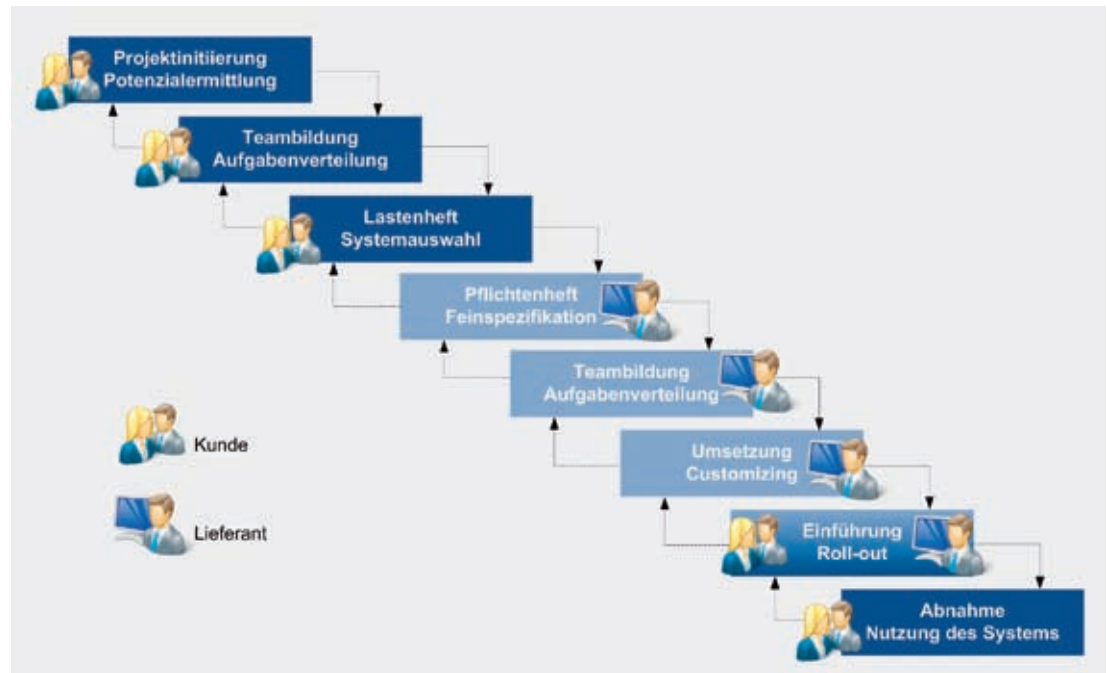 Projektinitiierung
Potenzialermittlung
Teambildung
Aufgabenverteilung
Lastenheft
Systemauswahl
Pflichtenheft
Feinspezifikation
Teambildung
Aufgabenverteilung
Umsetzung
Customizing
Einführung
Roll-out
Abnahme
Nutzung des Systems
Kunde
Lieferant